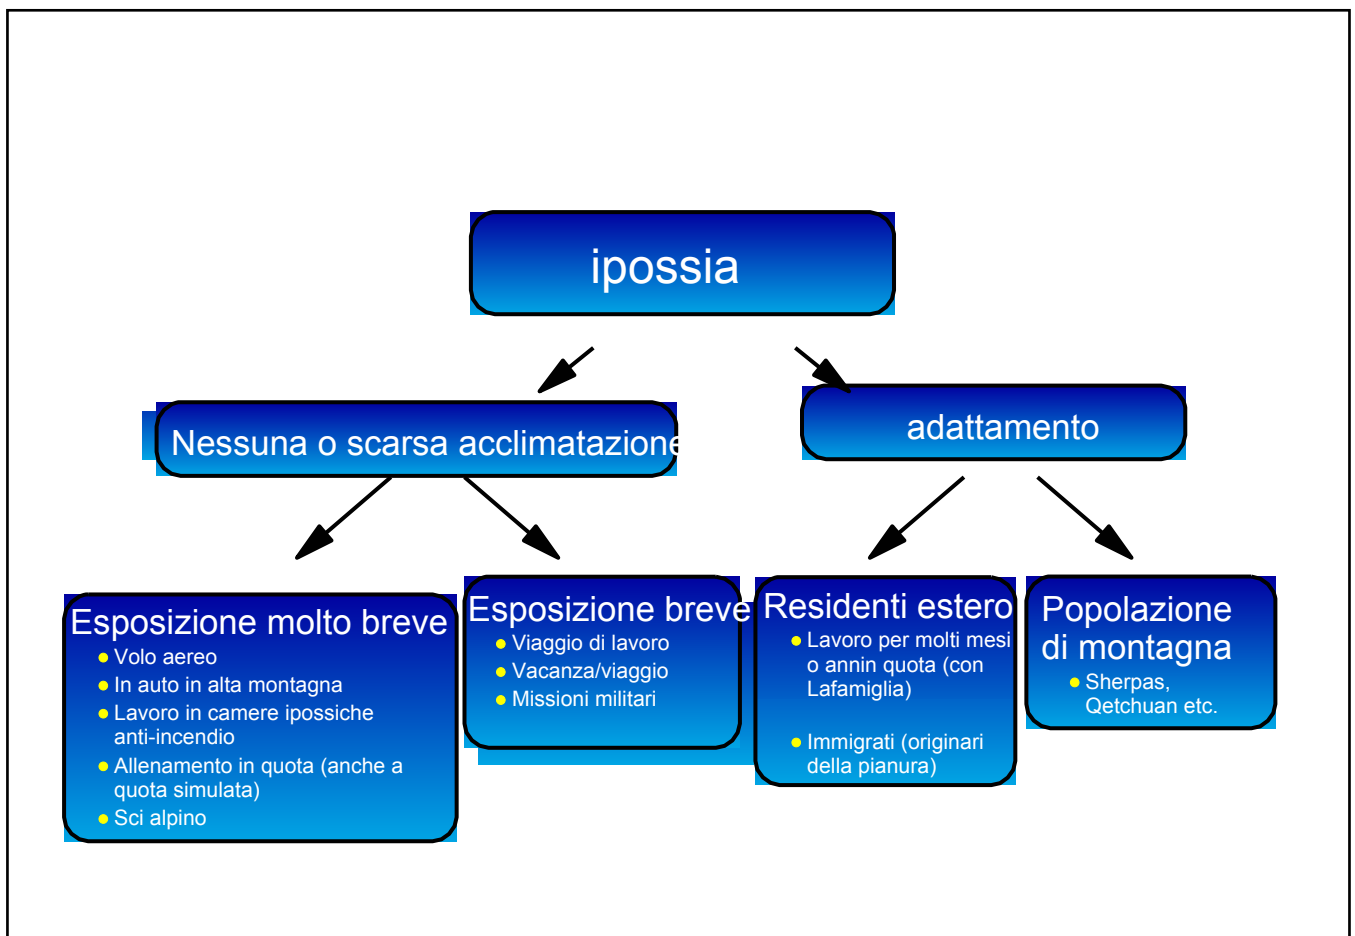 ipossia
Nessuna o scarsa acclimatazione
adattamento
Esposizione molto breve
Volo aereo
In auto in alta montagna
Lavoro in camere ipossiche
anti-incendio
Allenamento in quota (anche a
quota simulata)
Sci alpino
Esposizione breve
Viaggio di lavoro
Vacanza/viaggio
Missioni militari
Residenti estero
Lavoro per molti mesi
o annin quota (con
Lafamiglia)
Immigrati (originari
della pianura)
Popolazione
di montagna
Sherpas,
Qetchuan etc.